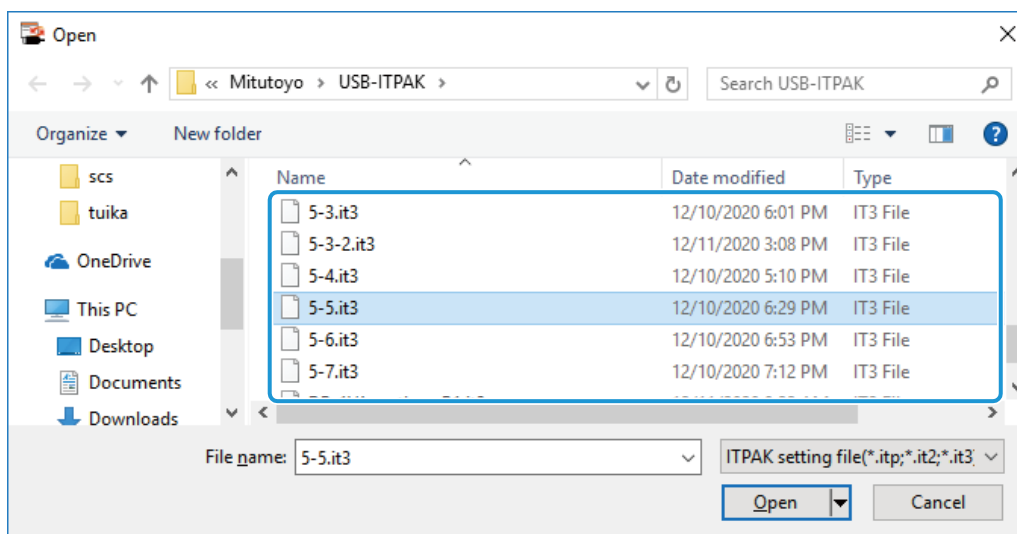 Open
« Mitutoyo › USB-ITPAK ›
Search USB-ITPAK
Organize
New folder
scs
tuika
OneDrive
This PC
Desktop
Documents
Downloads
Name Date modified Type
5-3.it3 12/10/2020 6:01 PM IT3 File
5-3-2.it3 12/11/2020 3:08 PM IT3 File
5-4.it3 12/10/2020 5:10 PM IT3 File
5-5.it3 12/10/2020 6:29 PM IT3 File
5-6.it3 12/10/2020 6:53 PM IT3 File
5-7.it3 12/10/2020 7:12 PM IT3 File
File name: 5-5.it3
ITPAK setting file(*.itp;*.it2;*.it3
Open
Cancel